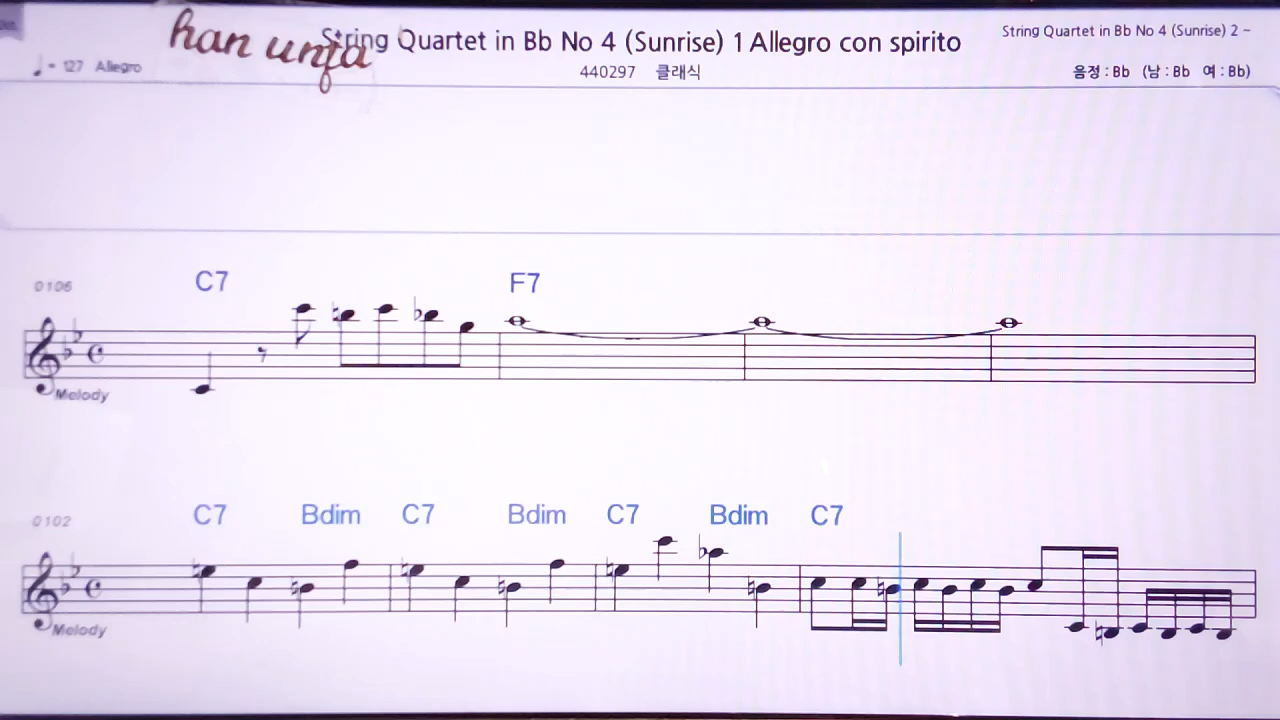 han unfa
String Quartet in Bb No 4 (Sunrise) 1 Allegro con spirito
String Quartet in Bb No 4 (Sunrise) 2 ~
♩ = 127 Allegro
440297 클래식
음정 : Bb (남 : Bb 여 : Bb)
0106 C7 F7
Melody
0102 C7 Bdim C7 Bdim C7 Bdim C7
Melody